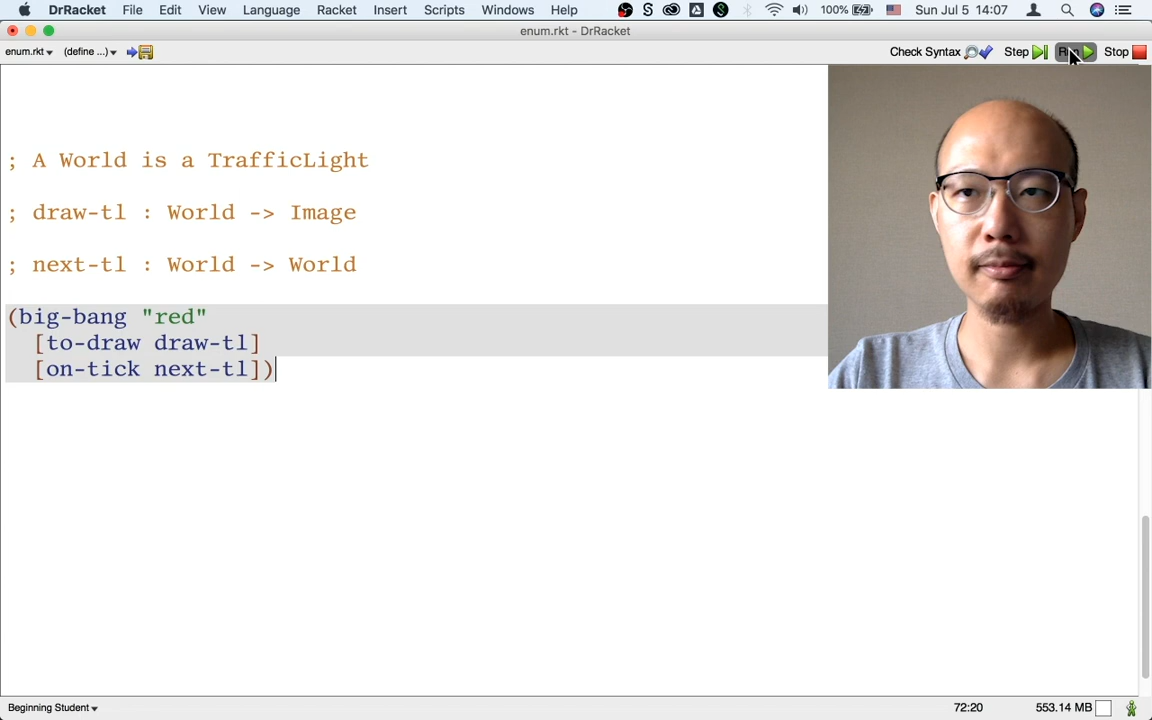 DrRacket File Edit View Language Racket Insert Scripts Windows Help 100% Sun Jul 5 14:07
enum.rkt - DrRacket
enum.rkt (define ...) Check Syntax Step Run Stop
; A World is a TrafficLight
; draw-tl : World -> Image
; next-tl : World -> World
(big-bang "red"
[to-draw draw-tl]
[on-tick next-tl])
Beginning Student 72:20 553.14 MB